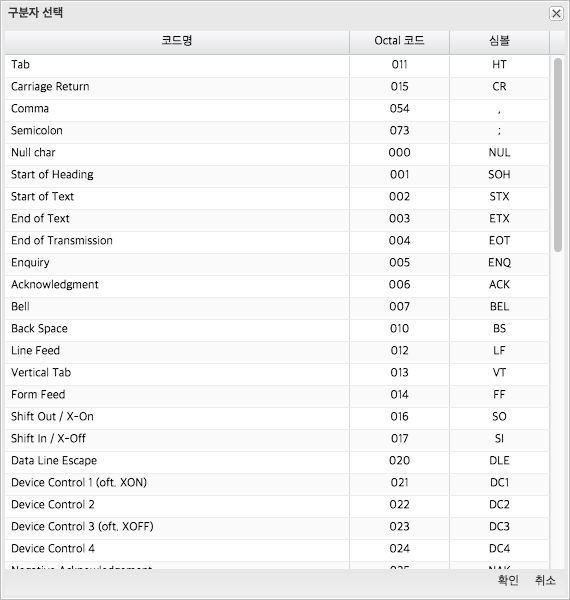 구분자 선택
코드명 Octal 코드 심볼
Tab 011 HT
Carriage Return 015 CR
Comma 054 ,
Semicolon 073 ;
Null char 000 NUL
Start of Heading 001 SOH
Start of Text 002 STX
End of Text 003 ETX
End of Transmission 004 EOT
Enquiry 005 ENQ
Acknowledgment 006 ACK
Bell 007 BEL
Back Space 010 BS
Line Feed 012 LF
Vertical Tab 013 VT
Form Feed 014 FF
Shift Out / X-On 016 SO
Shift In / X-Off 017 SI
Data Line Escape 020 DLE
Device Control 1 (oft. XON) 021 DC1
Device Control 2 022 DC2
Device Control 3 (oft. XOFF) 023 DC3
Device Control 4 024 DC4
Negative Acknowledgement 025 NAK
확인 취소